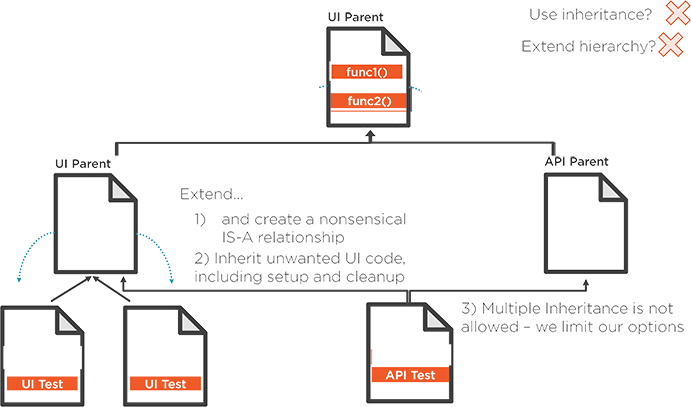 UI Parent
Use inheritance?
Extend hierarchy?
func1()
func2()
UI Parent
API Parent
Extend...
1) and create a nonsensical
IS-A relationship
2) Inherit unwanted UI code,
including setup and cleanup
3) Multiple Inheritance is not
allowed – we limit our options
UI Test
UI Test
API Test